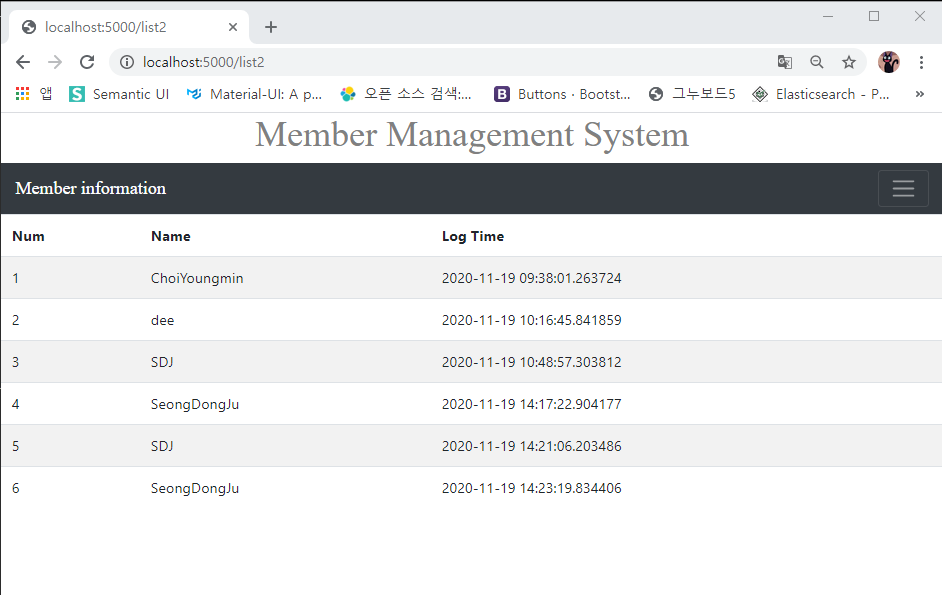 localhost:5000/list2
localhost:5000/list2
앱 Semantic UI Material-UI: A p... 오픈 소스 검색:... B Buttons · Bootst... 그누보드5 Elasticsearch - P... »
Member Management System
Member information
Num Name Log Time
1 ChoiYoungmin 2020-11-19 09:38:01.263724
2 dee 2020-11-19 10:16:45.841859
3 SDJ 2020-11-19 10:48:57.303812
4 SeongDongJu 2020-11-19 14:17:22.904177
5 SDJ 2020-11-19 14:21:06.203486
6 SeongDongJu 2020-11-19 14:23:19.834406